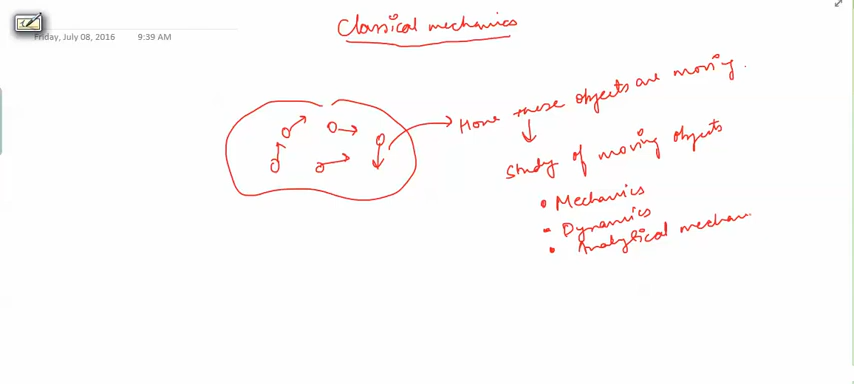 Classical mechanics
Friday, July 08, 2016 9:39 AM
How these objects are moving.
Study of moving objects
• Mechanics
• Dynamics
• Analytical mechan